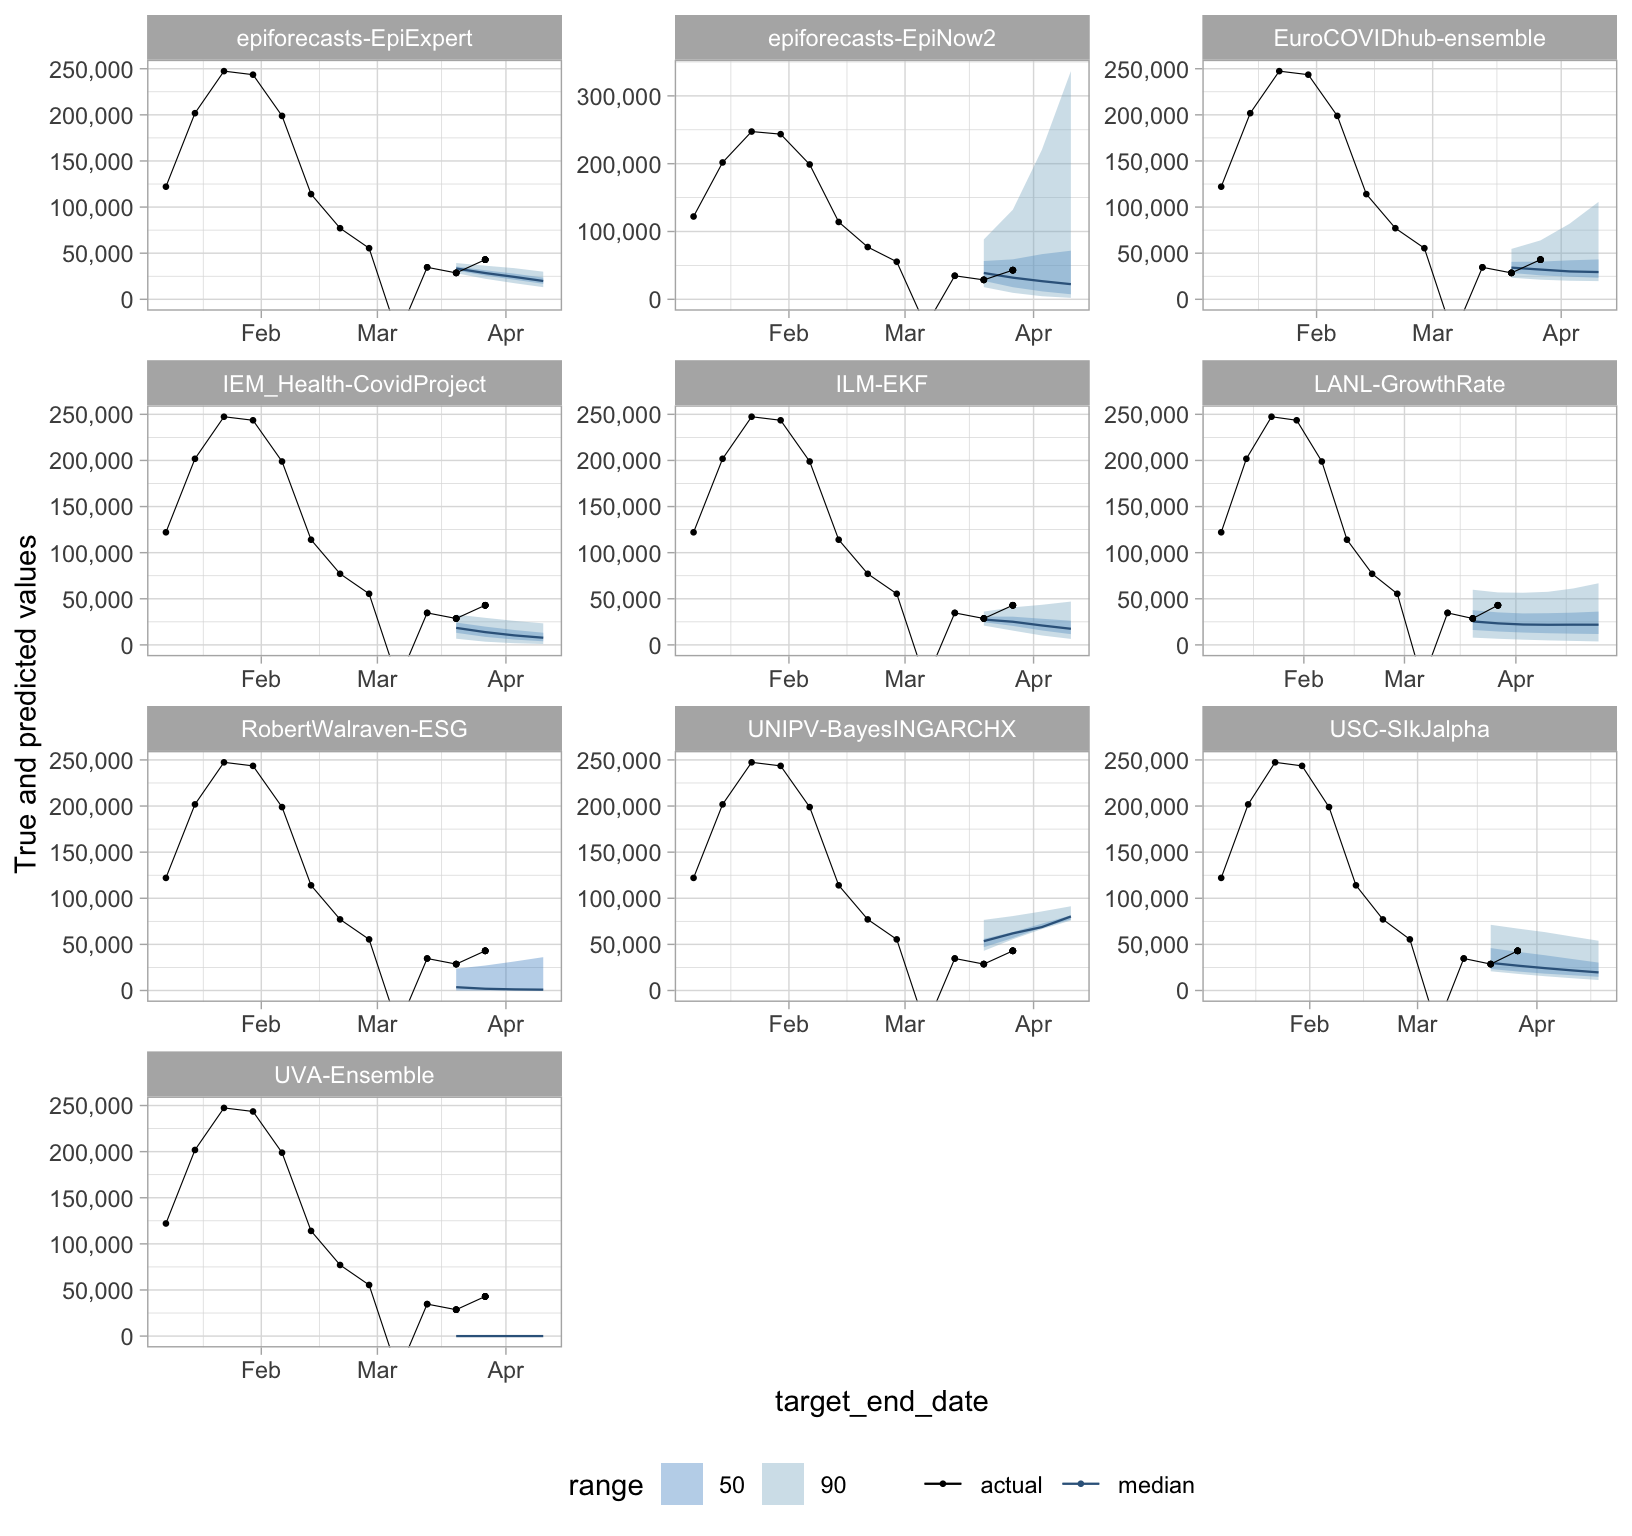 epiforecasts-EpiExpert
epiforecasts-EpiNow2
EuroCOVIDhub-ensemble
250,000
200,000
150,000
100,000
50,000
0
300,000
200,000
100,000
0
250,000
200,000
150,000
100,000
50,000
0
Feb Mar Apr
Feb Mar Apr
Feb Mar Apr
IEM_Health-CovidProject
ILM-EKF
LANL-GrowthRate
250,000
200,000
150,000
100,000
50,000
0
250,000
200,000
150,000
100,000
50,000
0
250,000
200,000
150,000
100,000
50,000
0
Feb Mar Apr
Feb Mar Apr
Feb Mar Apr
True and predicted values
RobertWalraven-ESG
UNIPV-BayesINGARCHX
USC-SIkJalpha
250,000
200,000
150,000
100,000
50,000
0
250,000
200,000
150,000
100,000
50,000
0
250,000
200,000
150,000
100,000
50,000
0
Feb Mar Apr
Feb Mar Apr
Feb Mar Apr
UVA-Ensemble
250,000
200,000
150,000
100,000
50,000
0
Feb Mar Apr
target_end_date
range 50 90 actual median